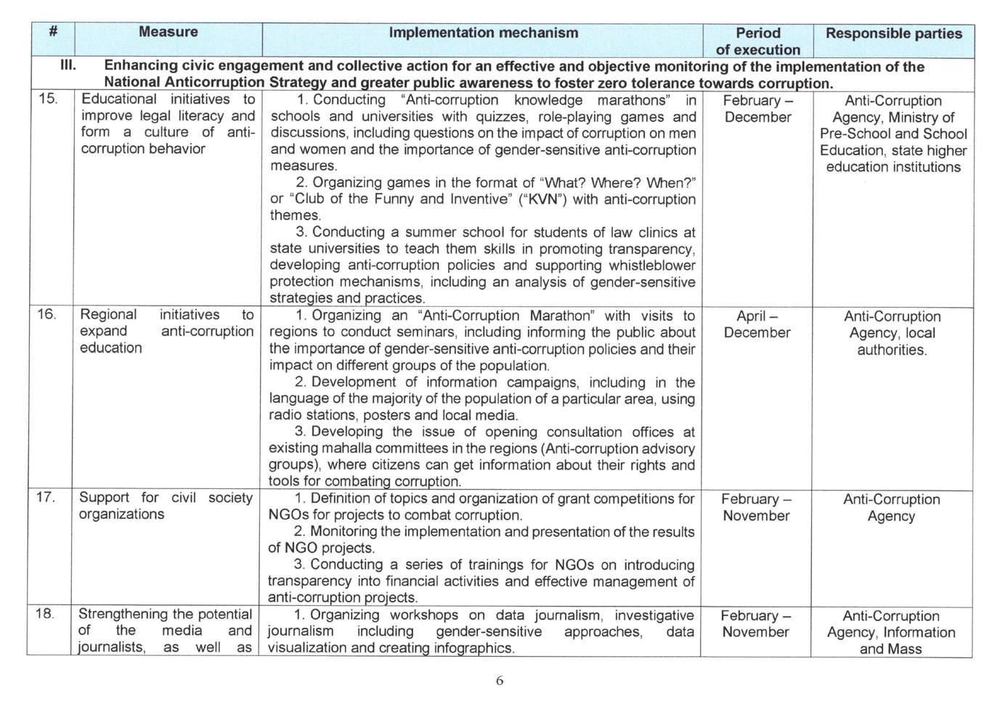 # Measure Implementation mechanism Period of execution Responsible parties
III. Enhancing civic engagement and collective action for an effective and objective monitoring of the implementation of the
National Anticorruption Strategy and greater public awareness to foster zero tolerance towards corruption.
15.
Educational initiatives to
improve legal literacy and
form a culture of anti-
corruption behavior
1. Conducting “Anti-corruption knowledge marathons” in
schools and universities with quizzes, role-playing games and
discussions, including questions on the impact of corruption on men
and women and the importance of gender-sensitive anti-corruption
measures.
2. Organizing games in the format of “What? Where? When?”
or “Club of the Funny and Inventive” (“KVN”) with anti-corruption
themes.
3. Conducting a summer school for students of law clinics at
state universities to teach them skills in promoting transparency,
developing anti-corruption policies and supporting whistleblower
protection mechanisms, including an analysis of gender-sensitive
strategies and practices.
February –
December
Anti-Corruption
Agency, Ministry of
Pre-School and School
Education, state higher
education institutions
16.
Regional initiatives to
expand anti-corruption
education
1. Organizing an “Anti-Corruption Marathon” with visits to
regions to conduct seminars, including informing the public about
the importance of gender-sensitive anti-corruption policies and their
impact on different groups of the population.
2. Development of information campaigns, including in the
language of the majority of the population of a particular area, using
radio stations, posters and local media.
3. Developing the issue of opening consultation offices at
existing mahalla committees in the regions (Anti-corruption advisory
groups), where citizens can get information about their rights and
tools for combating corruption.
April –
December
Anti-Corruption
Agency, local
authorities.
17.
Support for civil society
organizations
1. Definition of topics and organization of grant competitions for
NGOs for projects to combat corruption.
2. Monitoring the implementation and presentation of the results
of NGO projects.
3. Conducting a series of trainings for NGOs on introducing
transparency into financial activities and effective management of
anti-corruption projects.
February –
November
Anti-Corruption
Agency
18.
Strengthening the potential
of the media and
journalists, as well as
1. Organizing workshops on data journalism, investigative
journalism including gender-sensitive approaches, data
visualization and creating infographics.
February –
November
Anti-Corruption
Agency, Information
and Mass
6